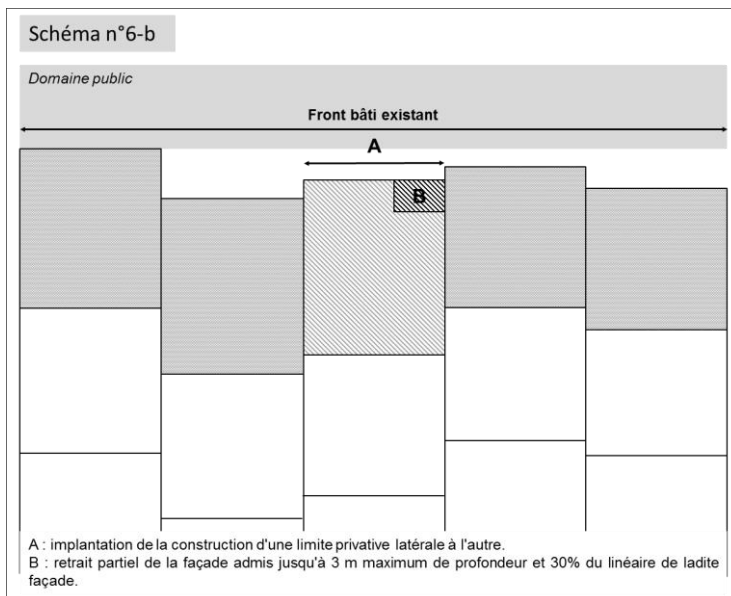 Schéma n°6-b
Domaine public
Front bâti existant
A
B
A : implantation de la construction d'une limite privative latérale à l'autre.
B : retrait partiel de la façade admis jusqu'à 3 m maximum de profondeur et 30% du linéaire de ladite
façade.